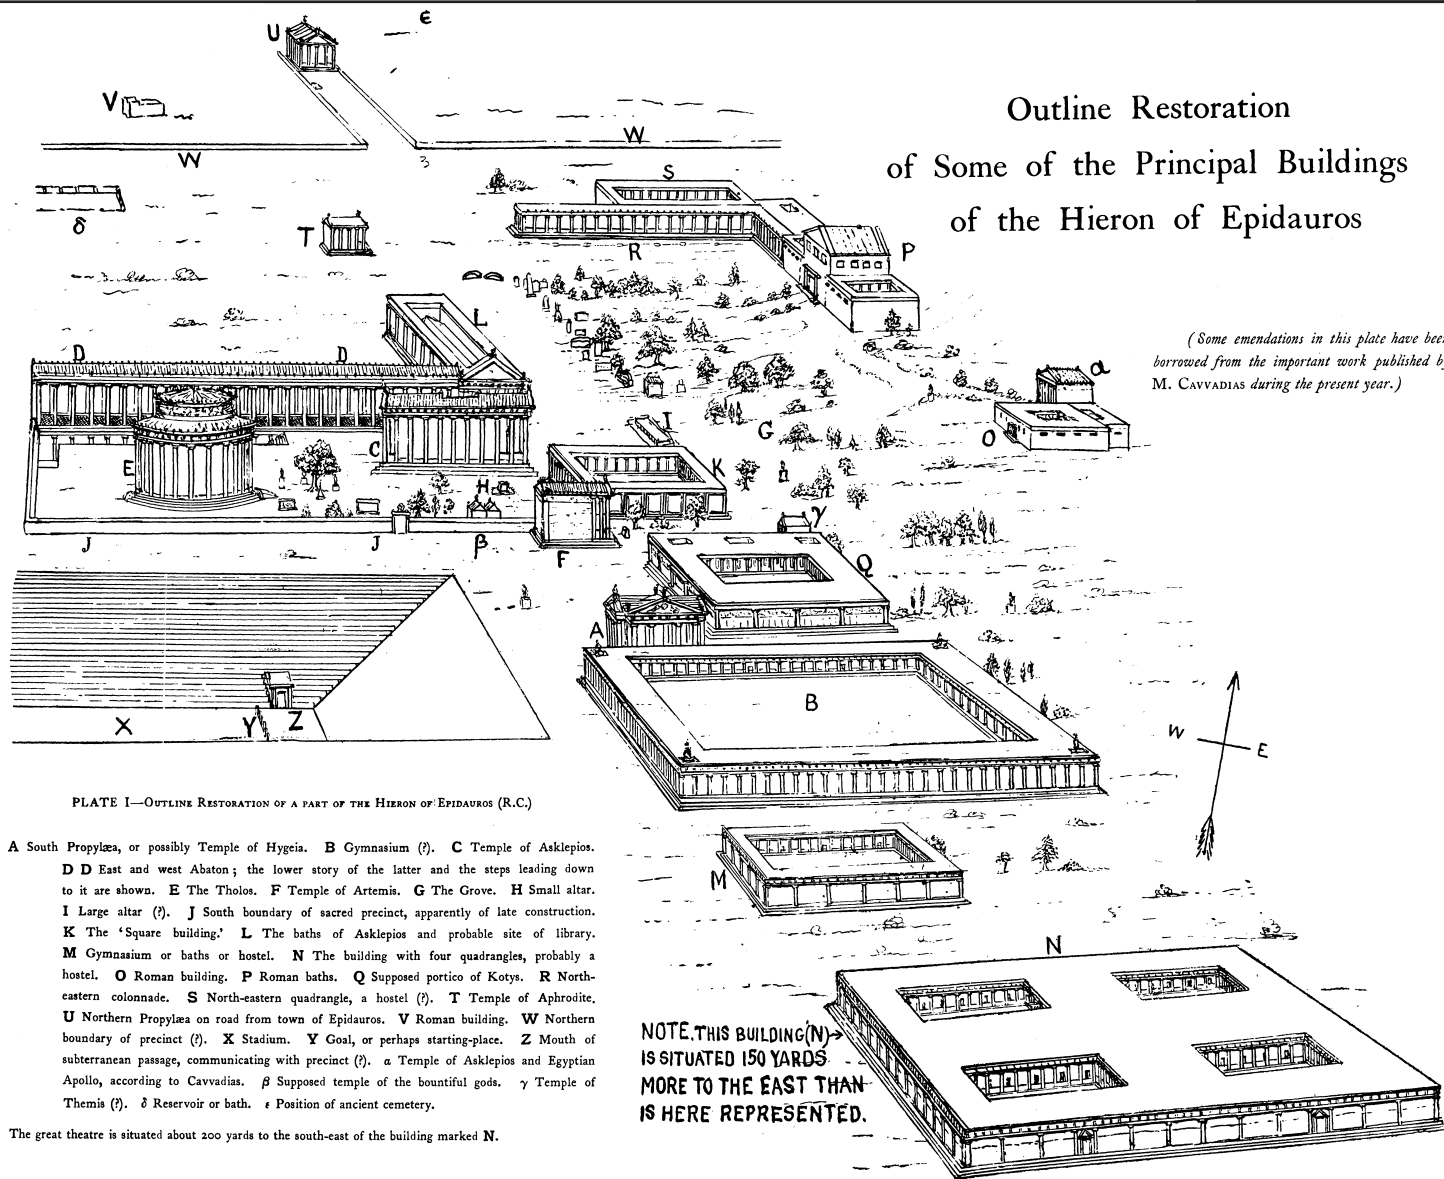 U
ε
V
W
W
3
S
δ
T
R
P
L
D
D
α
I
G
O
C
E
K
H
γ
J
J
β
F
Q
A
B
X
Y
Z
W
E
M
N
Outline Restoration
of Some of the Principal Buildings
of the Hieron of Epidauros
(Some emendations in this plate have been
borrowed from the important work published by
M. CAVVADIAS during the present year.)
PLATE I—OUTLINE RESTORATION OF A PART OF THE HIERON OF EPIDAUROS (R.C.)
A South Propylæa, or possibly Temple of Hygeia. B Gymnasium (?). C Temple of Asklepios.
D D East and west Abaton; the lower story of the latter and the steps leading down
to it are shown. E The Tholos. F Temple of Artemis. G The Grove. H Small altar.
I Large altar (?). J South boundary of sacred precinct, apparently of late construction.
K The 'Square building.' L The baths of Asklepios and probable site of library.
M Gymnasium or baths or hostel. N The building with four quadrangles, probably a
hostel. O Roman building. P Roman baths. Q Supposed portico of Kotys. R North-
eastern colonnade. S North-eastern quadrangle, a hostel (?). T Temple of Aphrodite.
U Northern Propylæa on road from town of Epidauros. V Roman building. W Northern
boundary of precinct (?). X Stadium. Y Goal, or perhaps starting-place. Z Mouth of
subterranean passage, communicating with precinct (?). α Temple of Asklepios and Egyptian
Apollo, according to Cavvadias. β Supposed temple of the bountiful gods. γ Temple of
Themis (?). δ Reservoir or bath. ε Position of ancient cemetery.
The great theatre is situated about 200 yards to the south-east of the building marked N.
NOTE. THIS BUILDING (N)→
IS SITUATED 150 YARDS
MORE TO THE EAST THAN
IS HERE REPRESENTED.